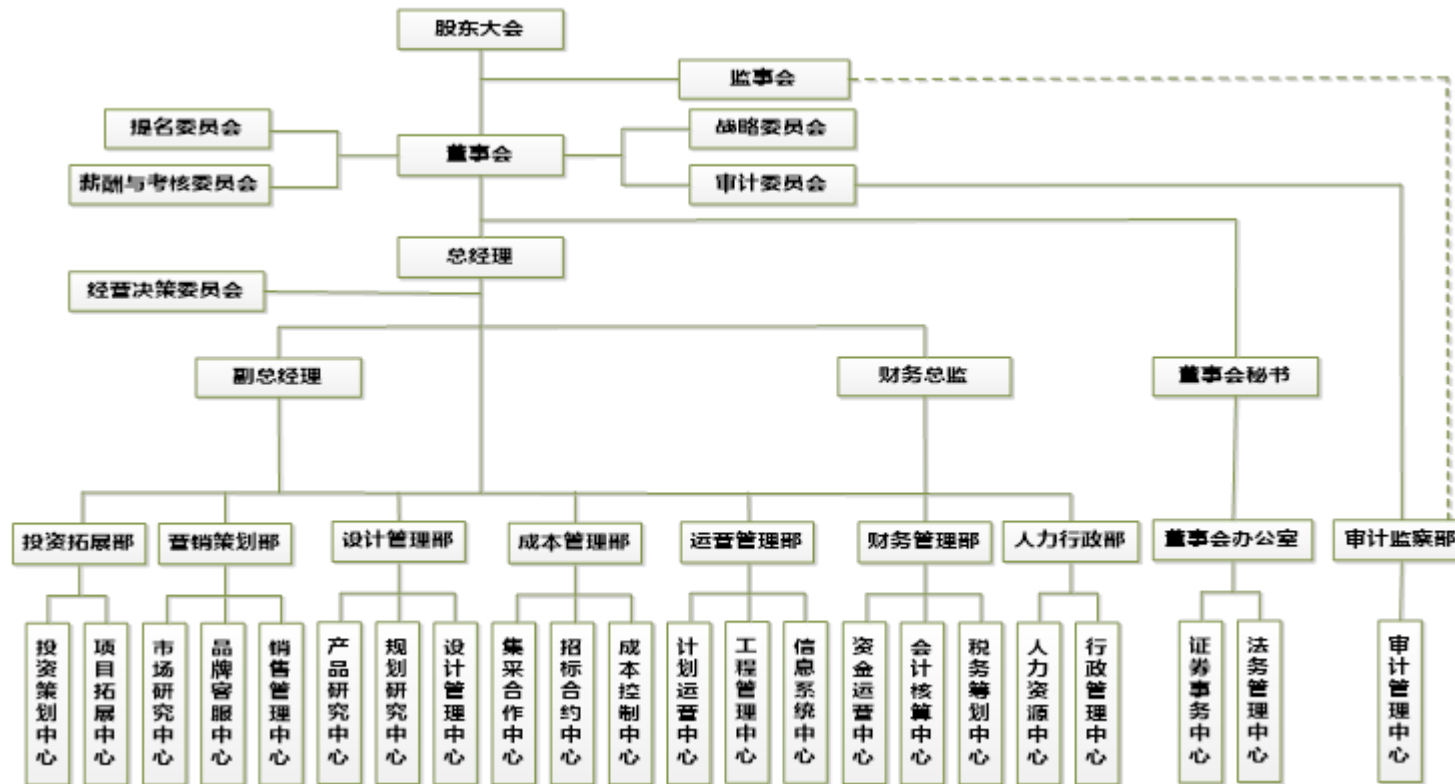 股东大会
监事会
提名委员会
战略委员会
董事会
薪酬与考核委员会
审计委员会
总经理
经营决策委员会
副总经理
财务总监
董事会秘书
投资拓展部
营销策划部
设计管理部
成本管理部
运营管理部
财务管理部
人力行政部
董事会办公室
审计监察部
投资策划中心
项目拓展中心
市场研究中心
品牌客服中心
销售管理中心
产品研究中心
规划研究中心
设计管理中心
集采合作中心
招标合约中心
成本控制中心
计划运营中心
工程管理中心
信息系统中心
资金运营中心
会计核算中心
税务筹划中心
人力资源中心
行政管理中心
证券事务中心
法务管理中心
审计管理中心